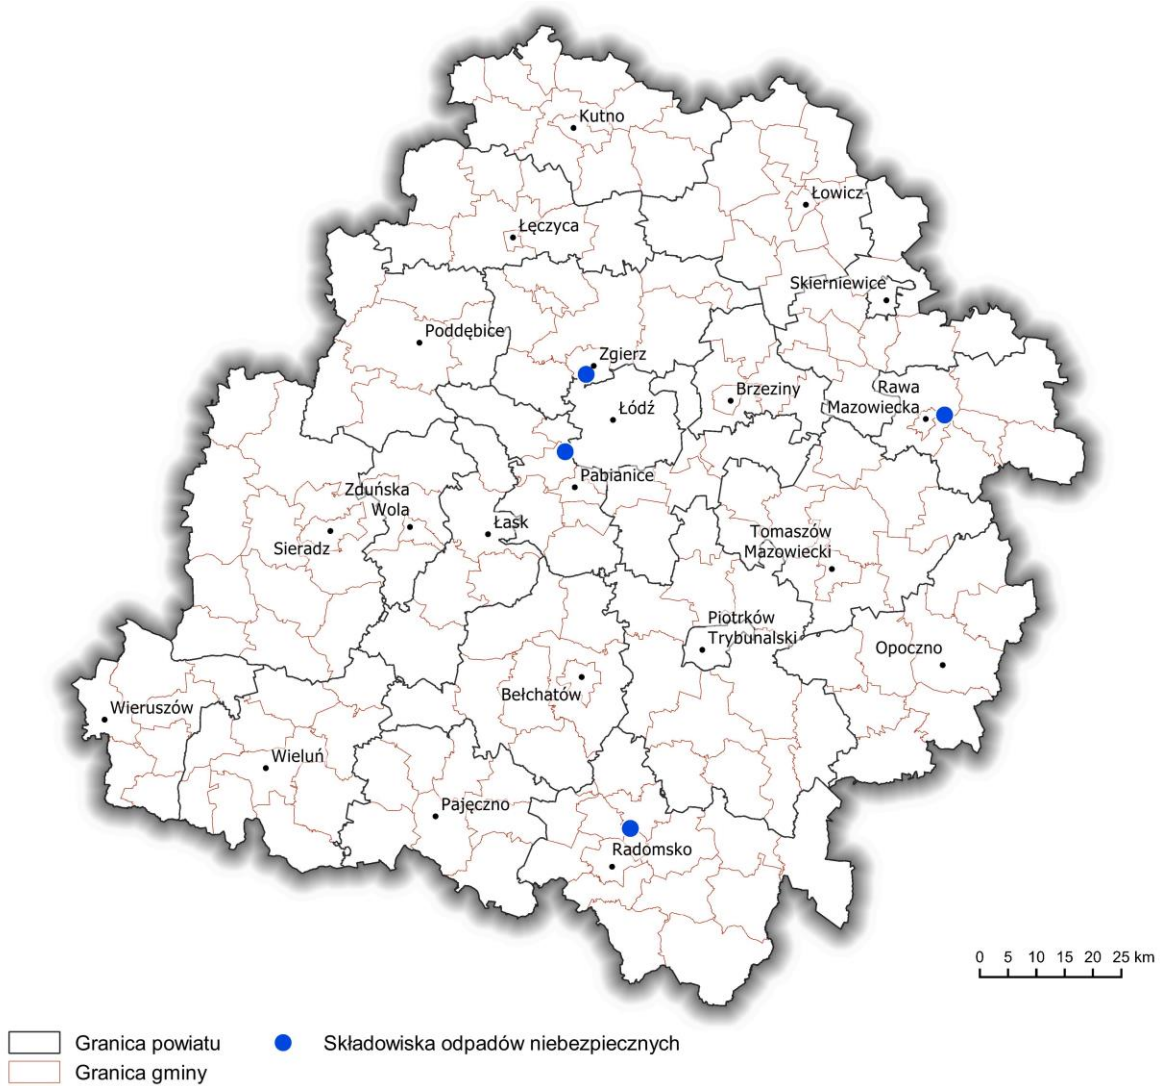 Kutno
Łowicz
Łęczyca
Skierniewice
Poddębice
Zgierz
Brzeziny
Rawa
Mazowiecka
Łódź
Pabianice
Zduńska
Wola
Łask
Sieradz
Tomaszów
Mazowiecki
Piotrków
Trybunalski
Opoczno
Bełchatów
Wieruszów
Wieluń
Pajęczno
Radomsko
0 5 10 15 20 25 km
Granica powiatu
Składowiska odpadów niebezpiecznych
Granica gminy